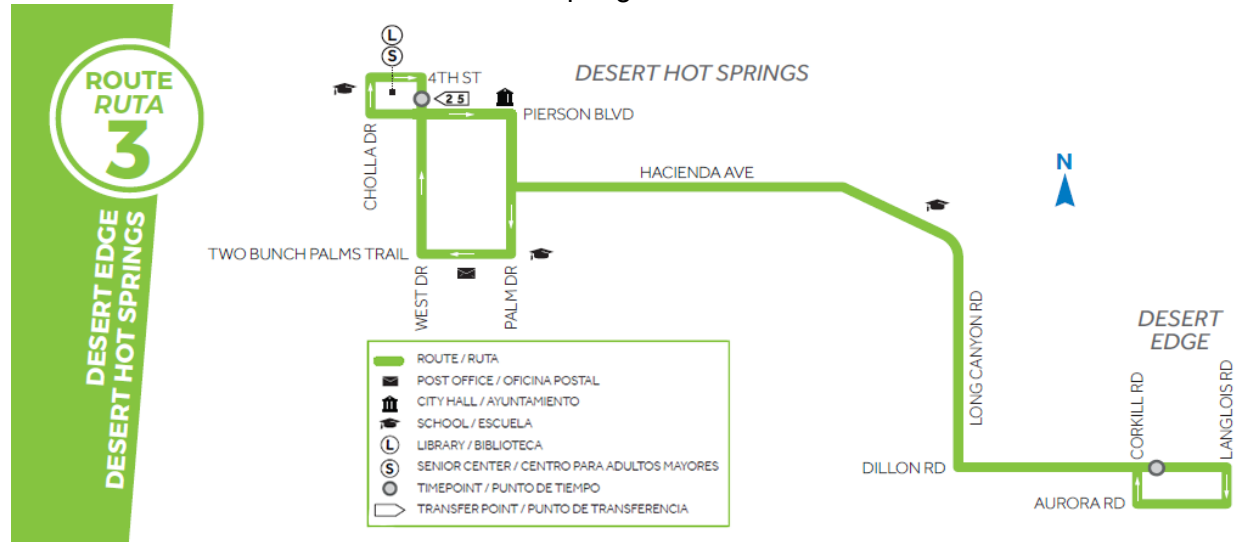 ROUTE
RUTA
3
DESERT EDGE
DESERT HOT SPRINGS
L
S
4TH ST
2 5
DESERT HOT SPRINGS
PIERSON BLVD
CHOLLA DR
HACIENDA AVE
N
TWO BUNCH PALMS TRAIL
WEST DR
PALM DR
LONG CANYON RD
DESERT
EDGE
CORKILL RD
LANGLOIS RD
DILLON RD
AURORA RD
ROUTE / RUTA
POST OFFICE / OFICINA POSTAL
CITY HALL / AYUNTAMIENTO
SCHOOL / ESCUELA
L LIBRARY / BIBLIOTECA
S SENIOR CENTER / CENTRO PARA ADULTOS MAYORES
TIMEPOINT / PUNTO DE TIEMPO
TRANSFER POINT / PUNTO DE TRANSFERENCIA